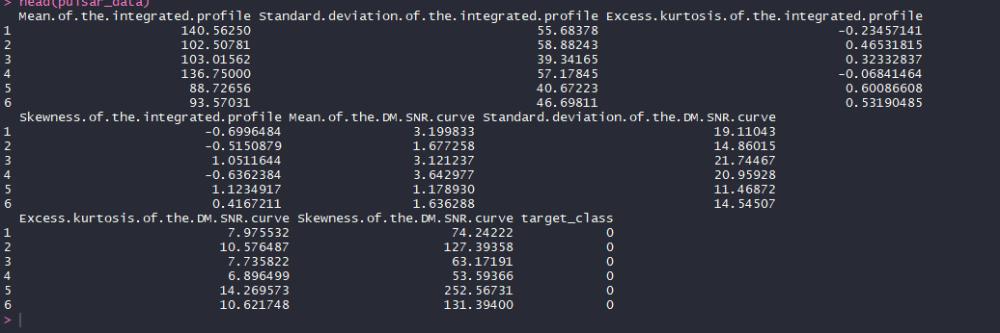 > head(pulsar_data)
Mean.of.the.integrated.profile Standard.deviation.of.the.integrated.profile Excess.kurtosis.of.the.integrated.profile
1 140.56250 55.68378 -0.23457141
2 102.50781 58.88243 0.46531815
3 103.01562 39.34165 0.32332837
4 136.75000 57.17845 -0.06841464
5 88.72656 40.67223 0.60086608
6 93.57031 46.69811 0.53190485
Skewness.of.the.integrated.profile Mean.of.the.DM.SNR.curve Standard.deviation.of.the.DM.SNR.curve
1 -0.6996484 3.199833 19.11043
2 -0.5150879 1.677258 14.86015
3 1.0511644 3.121237 21.74467
4 -0.6362384 3.642977 20.95928
5 1.1234917 1.178930 11.46872
6 0.4167211 1.636288 14.54507
Excess.kurtosis.of.the.DM.SNR.curve Skewness.of.the.DM.SNR.curve target_class
1 7.975532 74.24222 0
2 10.576487 127.39358 0
3 7.735822 63.17191 0
4 6.896499 53.59366 0
5 14.269573 252.56731 0
6 10.621748 131.39400 0
>